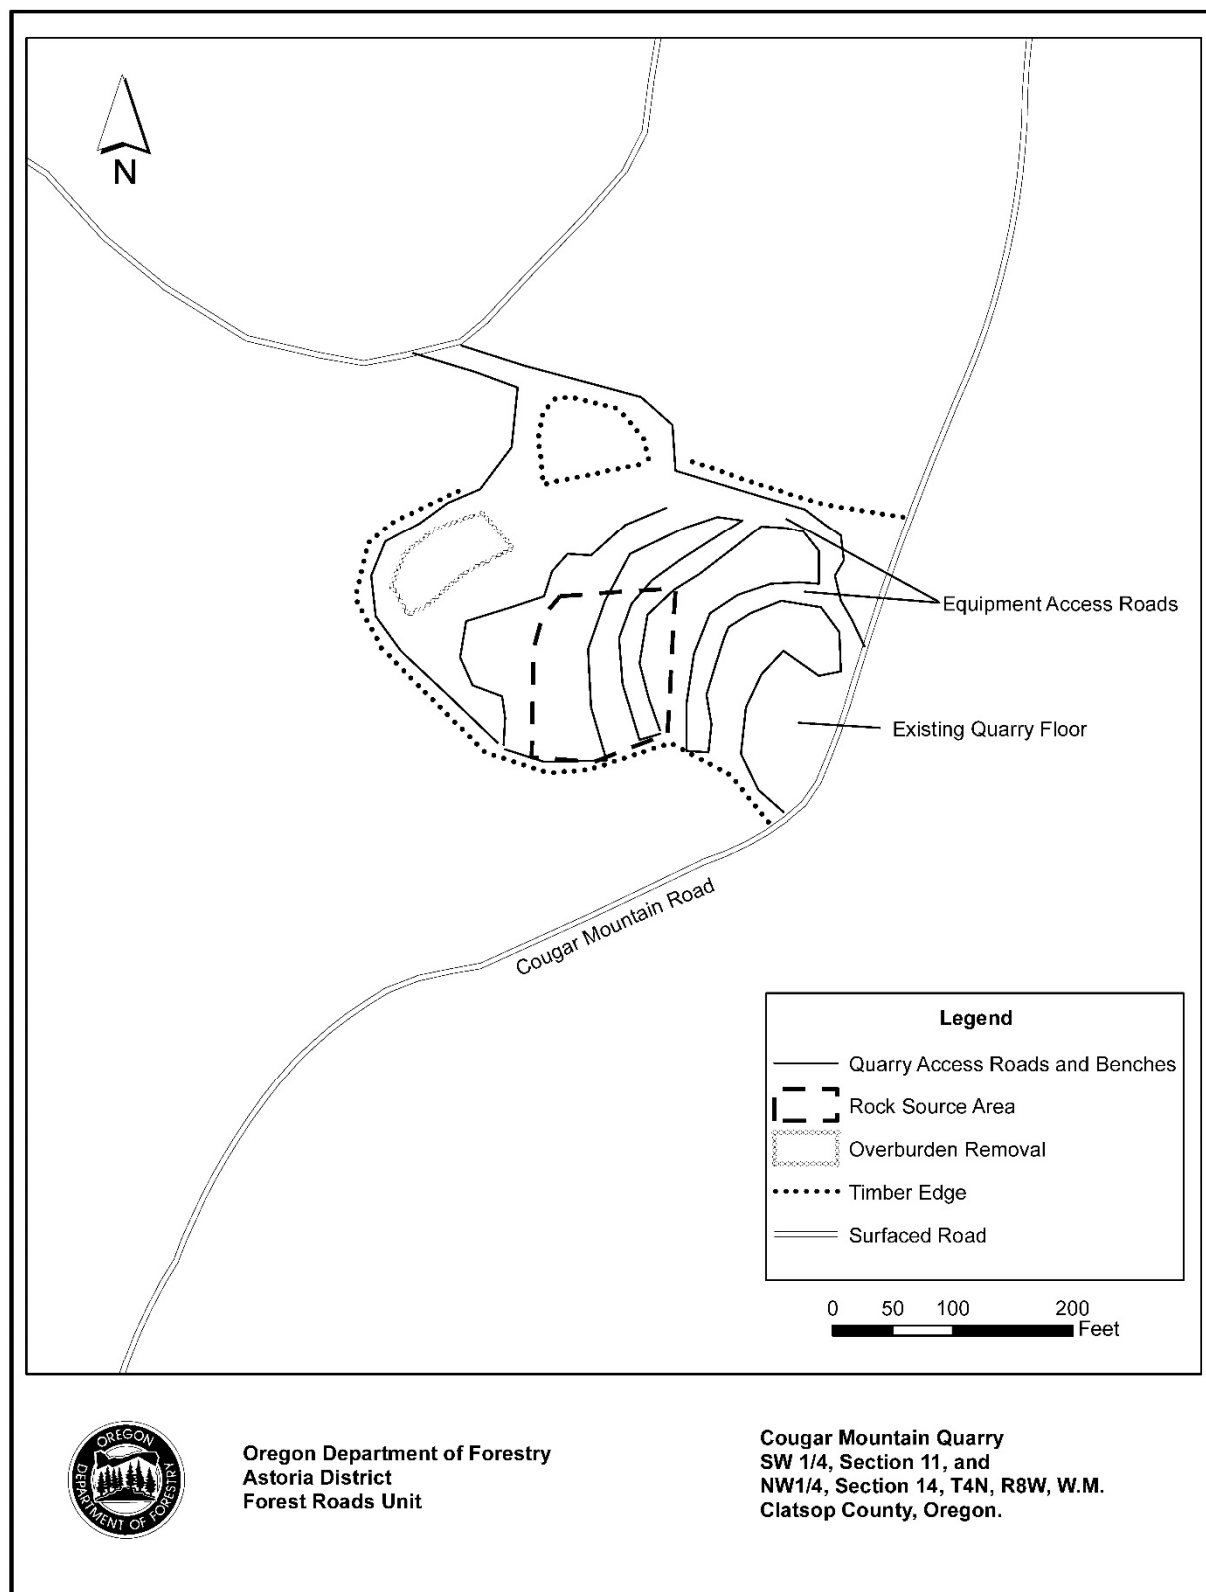 N
Equipment Access Roads
Existing Quarry Floor
Cougar Mountain Road
Legend
Quarry Access Roads and Benches
Rock Source Area
Overburden Removal
Timber Edge
Surfaced Road
0 50 100 200
Feet
OREGON
DEPARTMENT OF FORESTRY
Oregon Department of Forestry
Astoria District
Forest Roads Unit
Cougar Mountain Quarry
SW 1/4, Section 11, and
NW1/4, Section 14, T4N, R8W, W.M.
Clatsop County, Oregon.